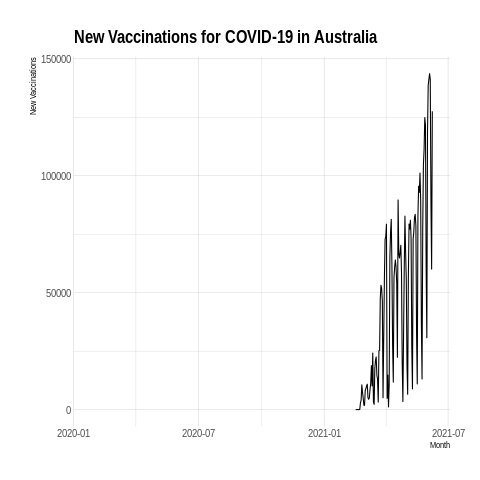 New Vaccinations for COVID-19 in Australia
New Vaccinations
150000
100000
50000
0
2020-01
2020-07
2021-01
2021-07
Month